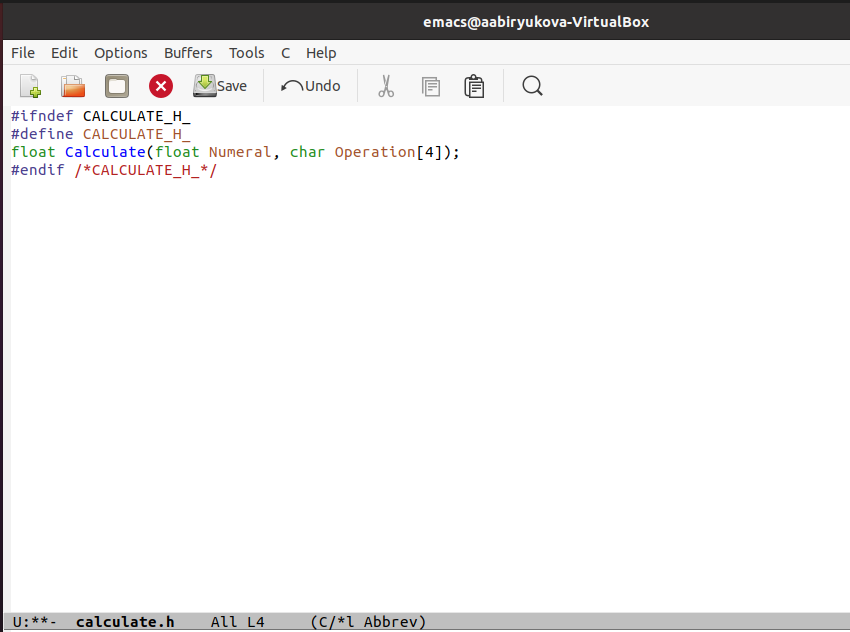 emacs@aabiryukova-VirtualBox
File Edit Options Buffers Tools C Help
Save Undo
#ifndef CALCULATE_H_
#define CALCULATE_H_
float Calculate(float Numeral, char Operation[4]);
#endif /*CALCULATE_H_*/
U:**-  calculate.h    All L4     (C/*l Abbrev)